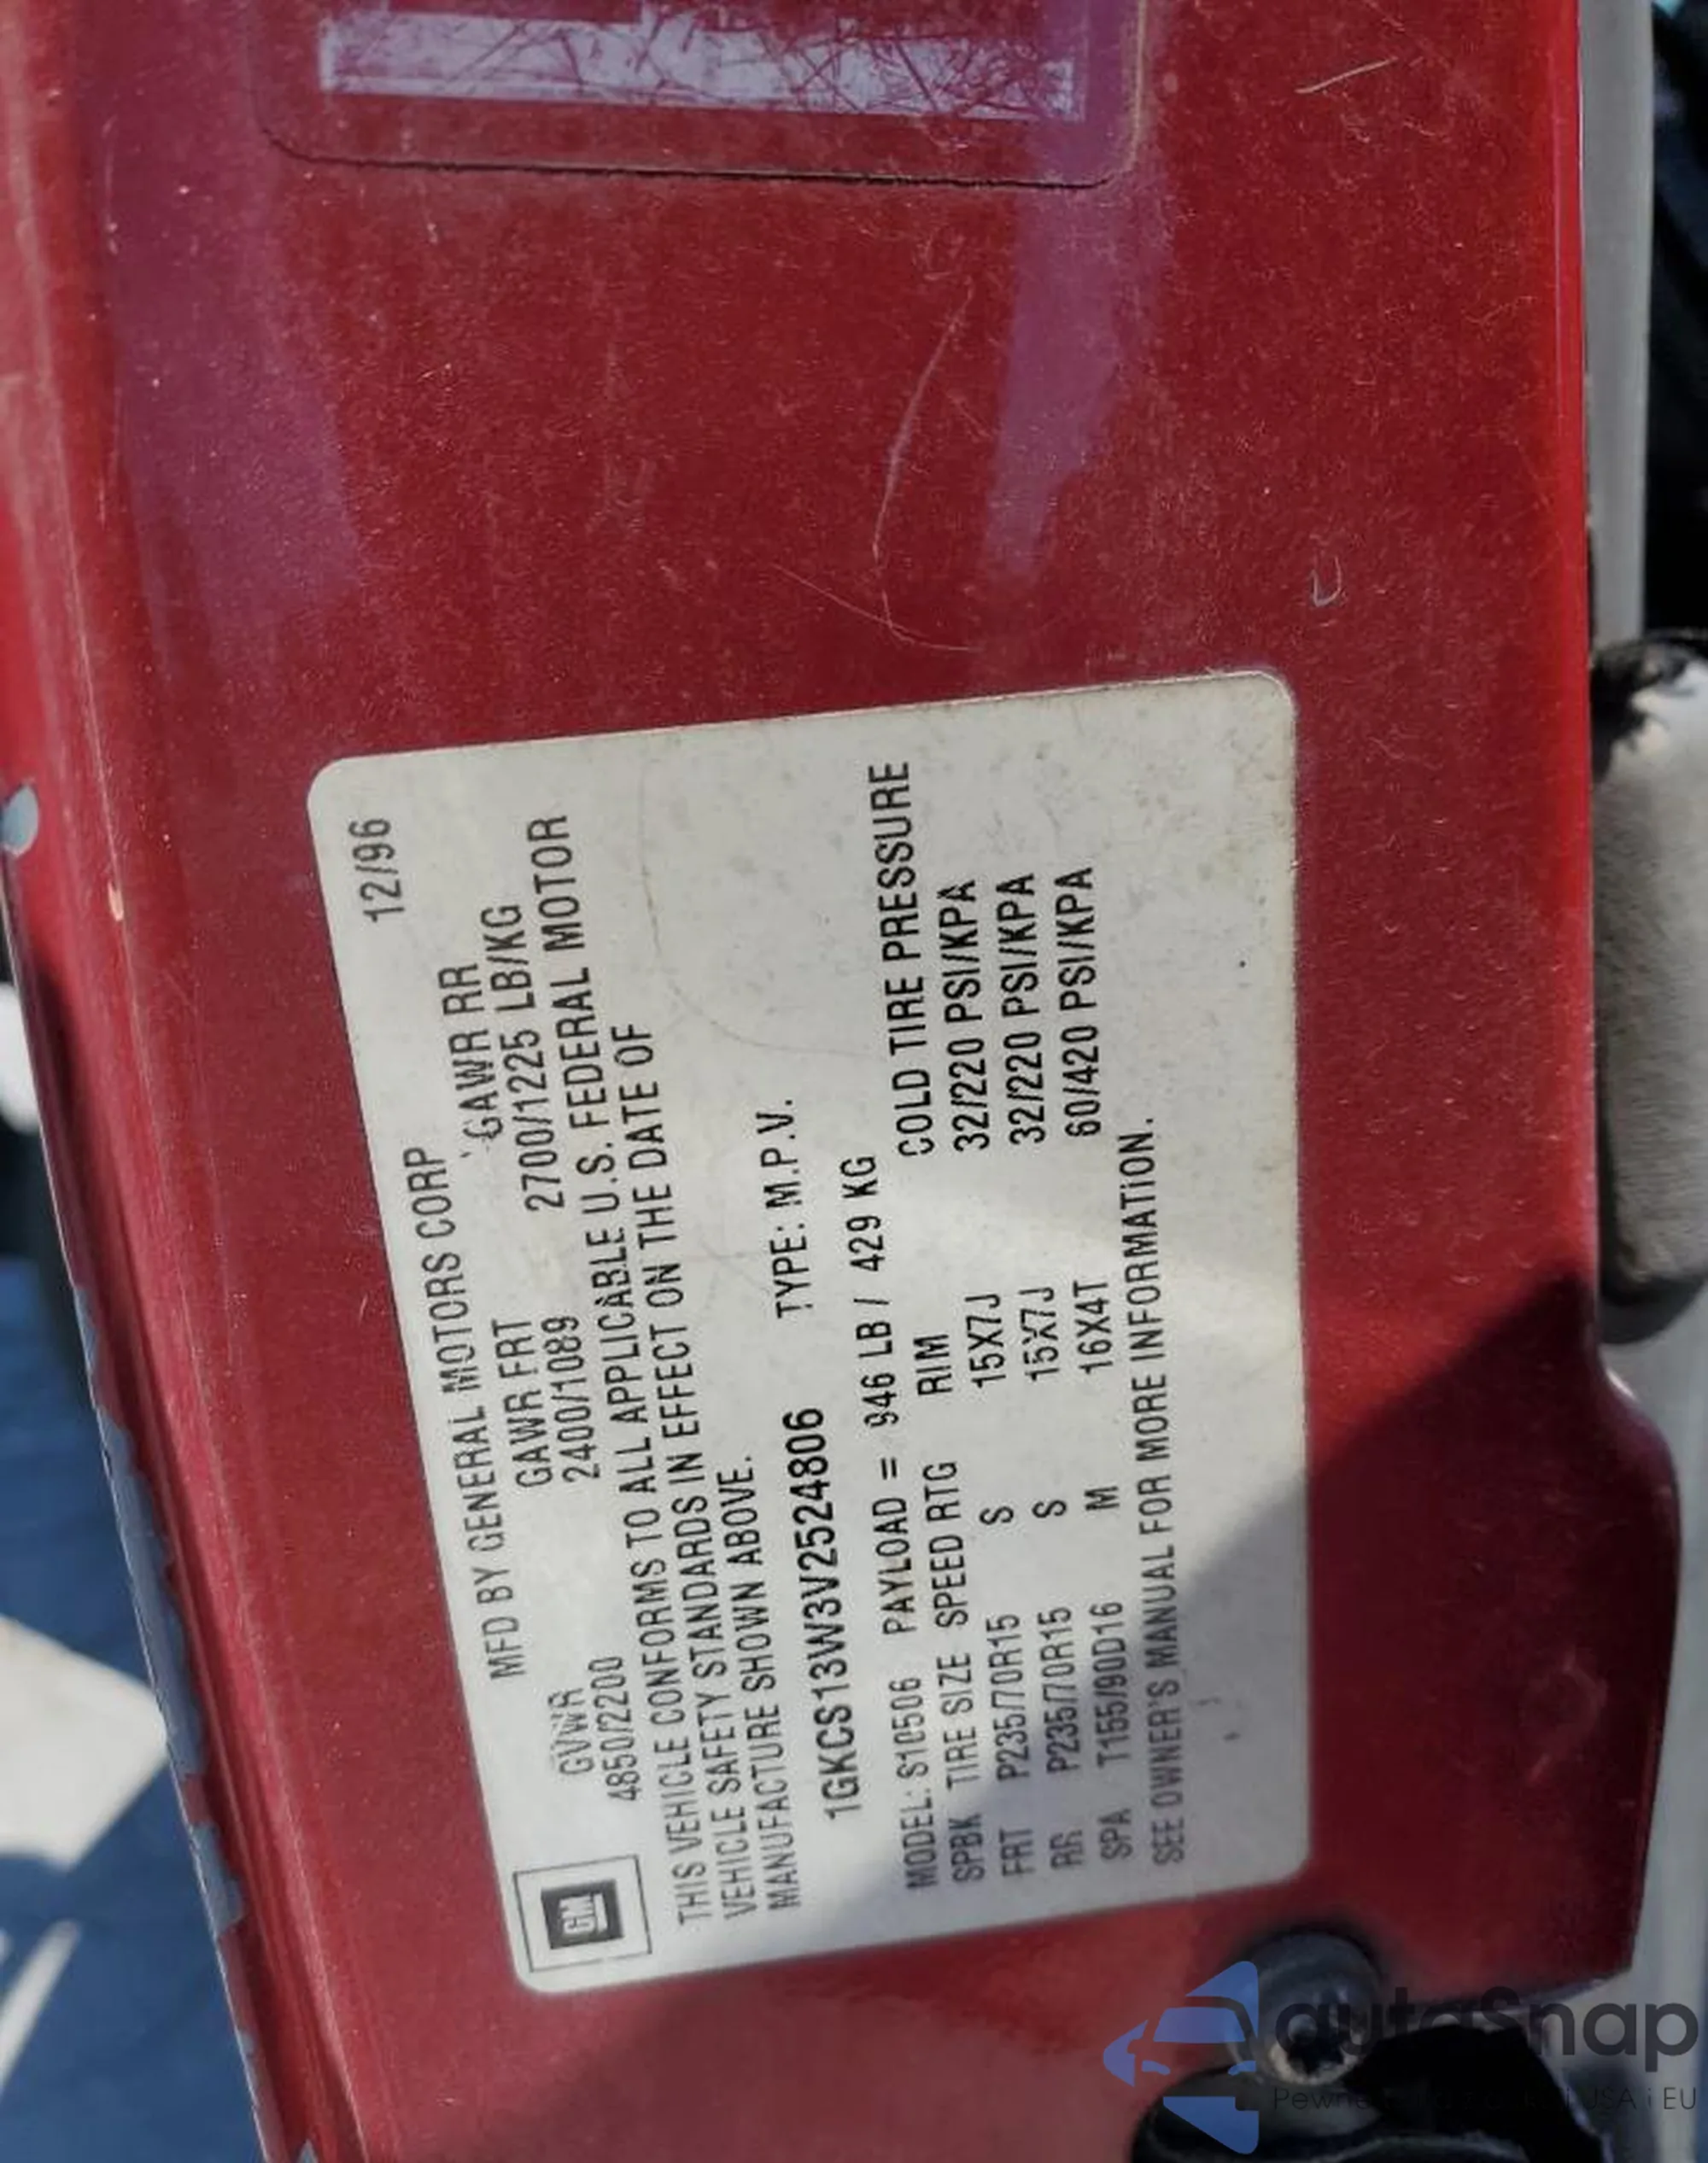 12/96
MFD BY GENERAL MOTORS CORP
GVWR GAWR FRT GAWR RR
4850/2200 2400/1089 2700/1225 LB/KG
THIS VEHICLE CONFORMS TO ALL APPLICABLE U.S. FEDERAL MOTOR
VEHICLE SAFETY STANDARDS IN EFFECT ON THE DATE OF
MANUFACTURE SHOWN ABOVE.
1GKCS13W3V2524806 TYPE: M.P.V.
MODEL: S10506 PAYLOAD = 946 LB / 429 KG
SPBK TIRE SIZE SPEED RTG RIM COLD TIRE PRESSURE
FRT P235/70R15 S 15X7J 32/220 PSI/KPA
RR P235/70R15 S 15X7J 32/220 PSI/KPA
SPA T155/90D16 M 16X4T 60/420 PSI/KPA
SEE OWNER'S MANUAL FOR MORE INFORMATION.
GM
autoSnap
USA i EU